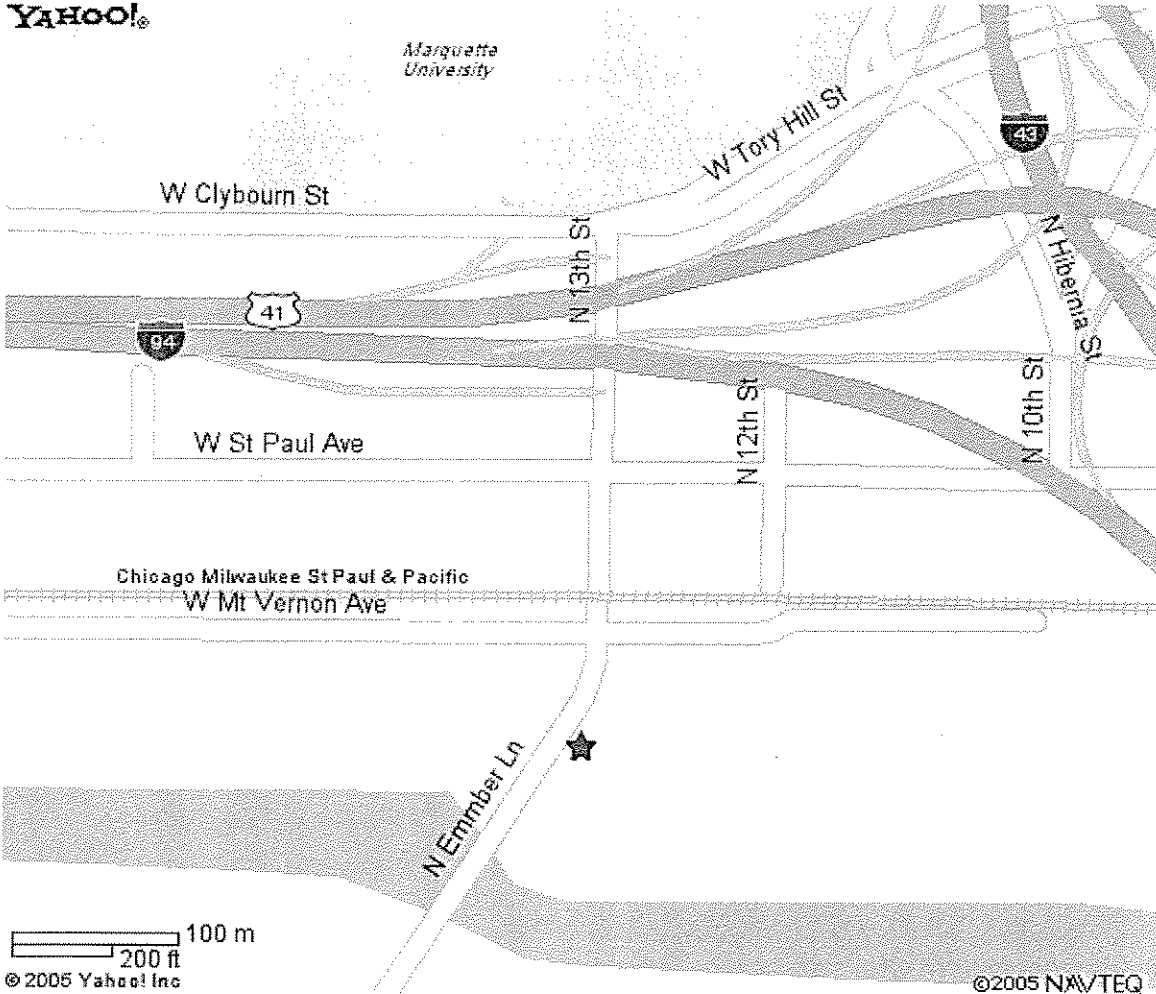 YAHOO!®
Marquette
University
43
W Tory Hill St
W Clybourn St
N 13th St
N Hibernia St
41
94
N 12th St
N 10th St
W St Paul Ave
Chicago Milwaukee St Paul & Pacific
W Mt Vernon Ave
N Emmber Ln
100 m
200 ft
© 2005 Yahoo! Inc
©2005 NAVTEQ